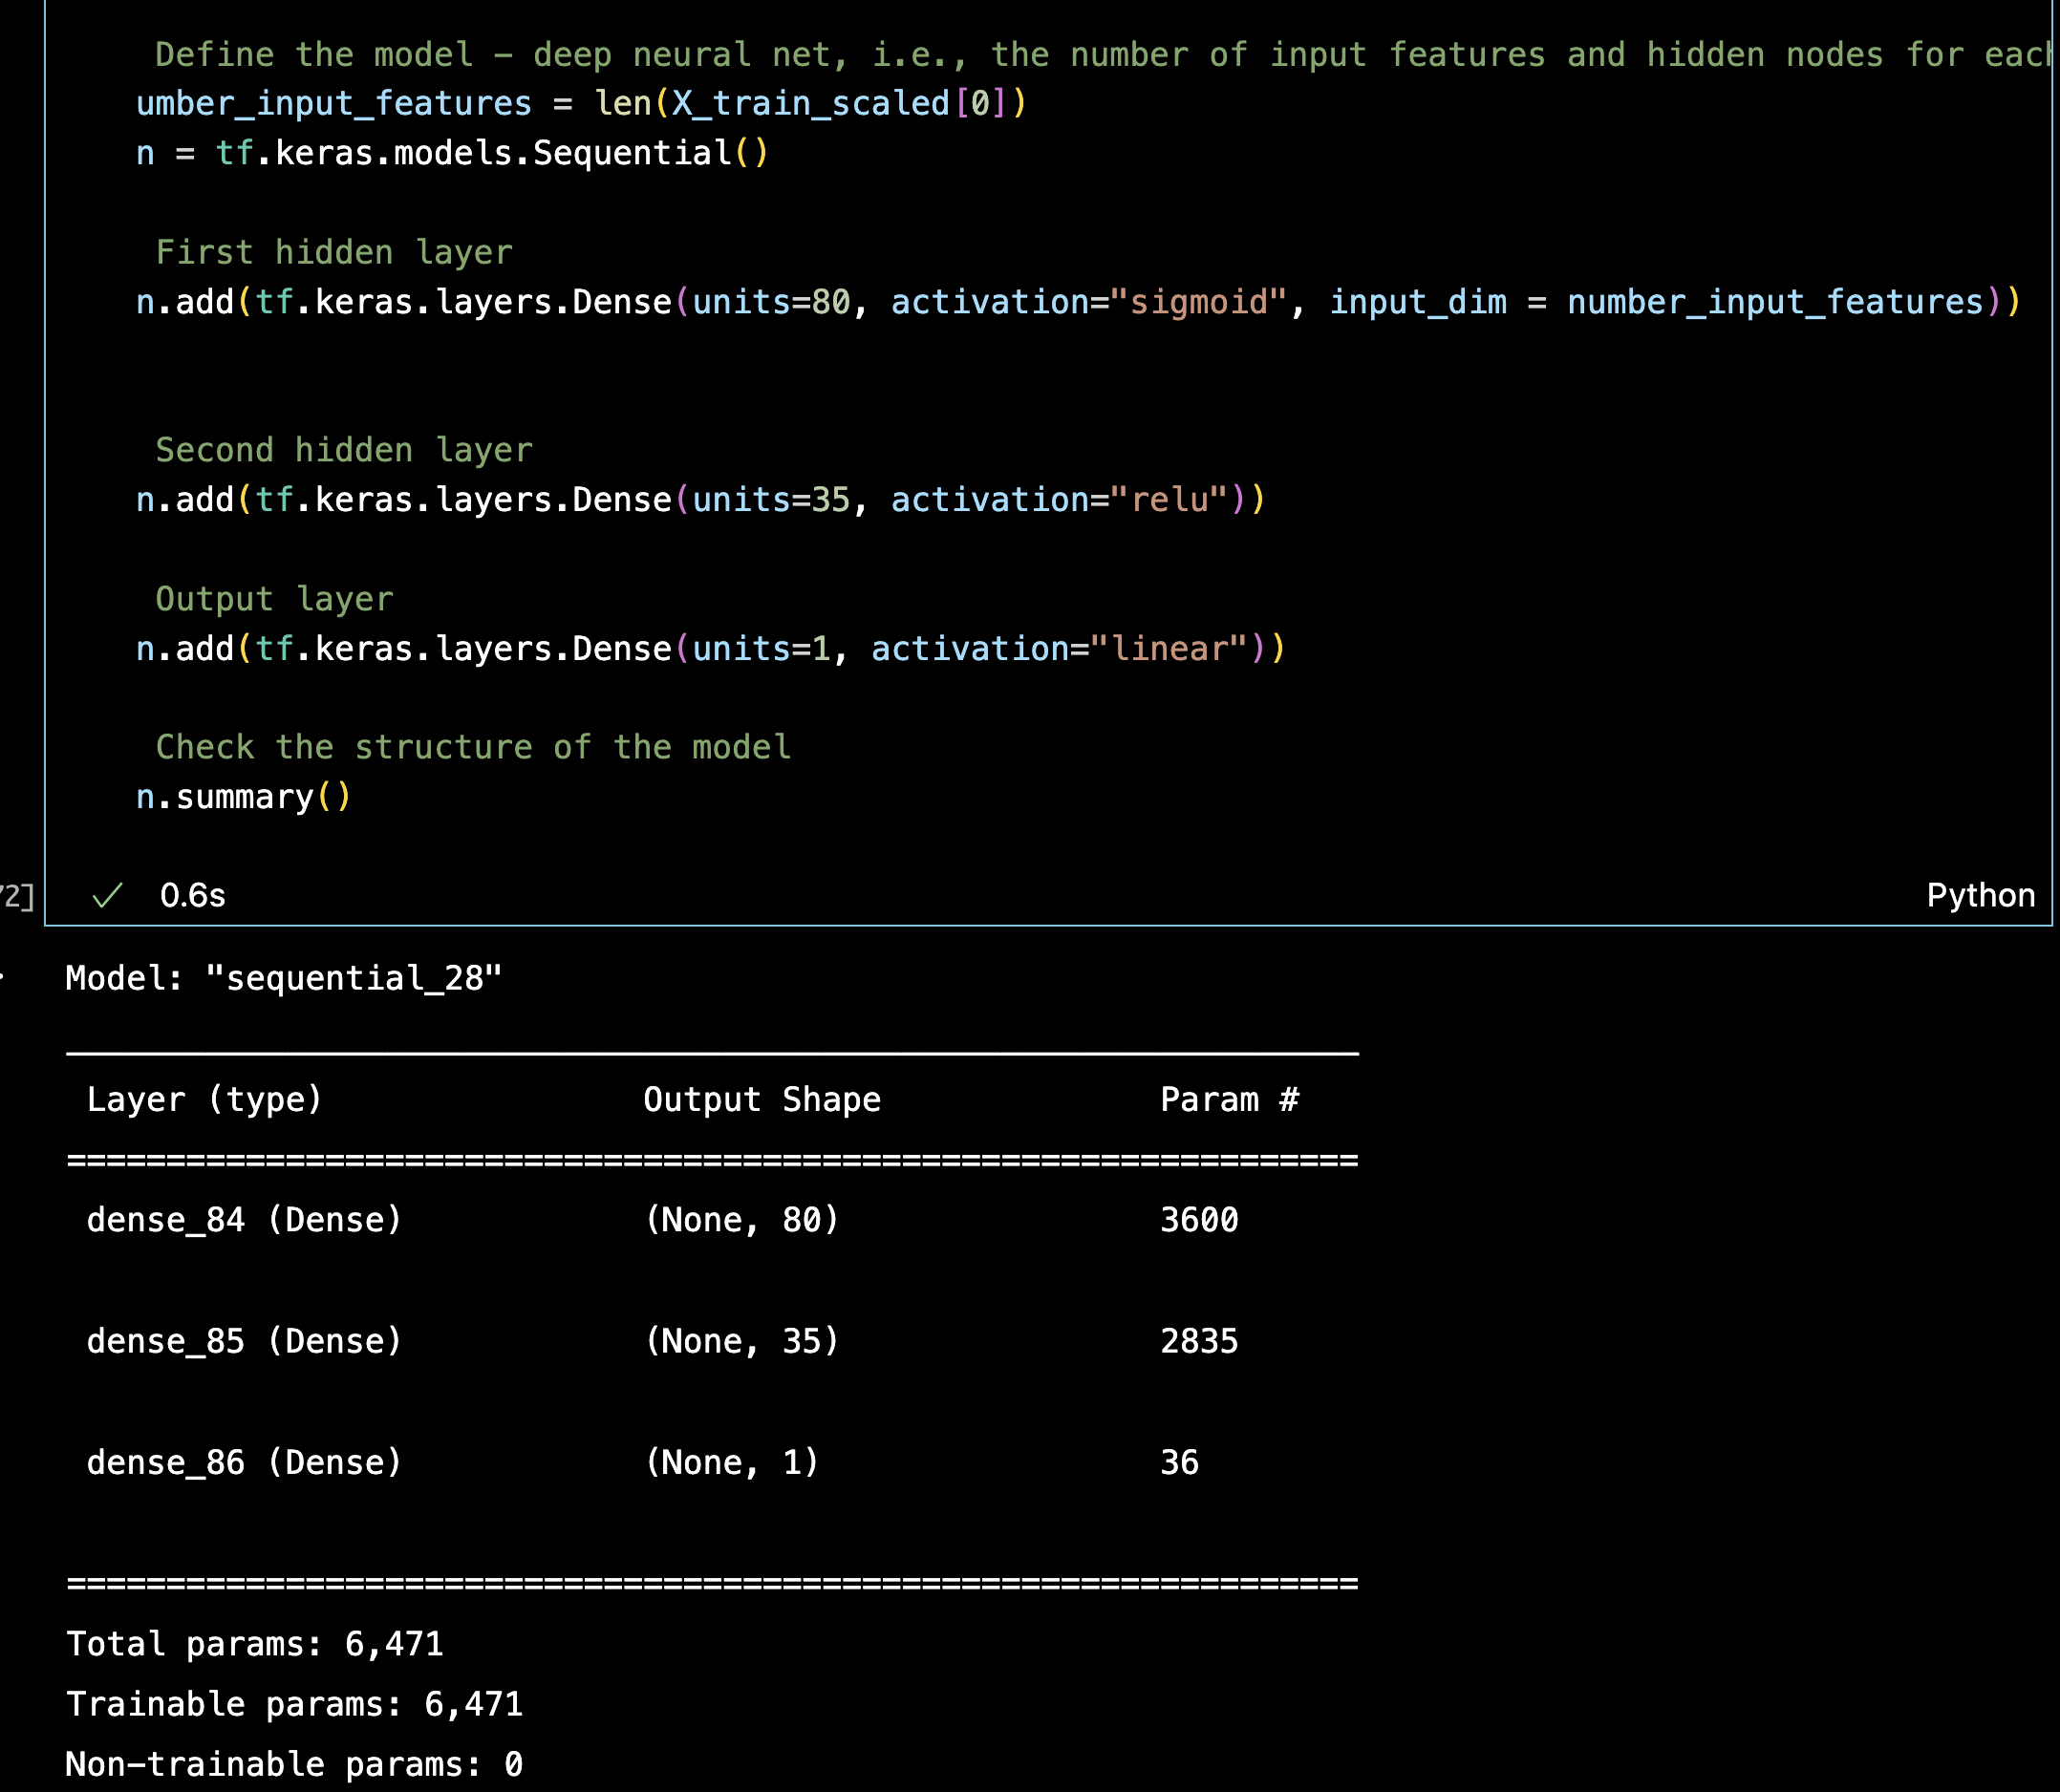 Define the model – deep neural net, i.e., the number of input features and hidden nodes for each
umber_input_features = len(X_train_scaled[0])
n = tf.keras.models.Sequential()
First hidden layer
n.add(tf.keras.layers.Dense(units=80, activation="sigmoid", input_dim = number_input_features))
Second hidden layer
n.add(tf.keras.layers.Dense(units=35, activation="relu"))
Output layer
n.add(tf.keras.layers.Dense(units=1, activation="linear"))
Check the structure of the model
n.summary()
72] ✓ 0.6s Python
Model: "sequential_28"
Layer (type) Output Shape Param #
=================================================================
dense_84 (Dense) (None, 80) 3600
dense_85 (Dense) (None, 35) 2835
dense_86 (Dense) (None, 1) 36
=================================================================
Total params: 6,471
Trainable params: 6,471
Non-trainable params: 0